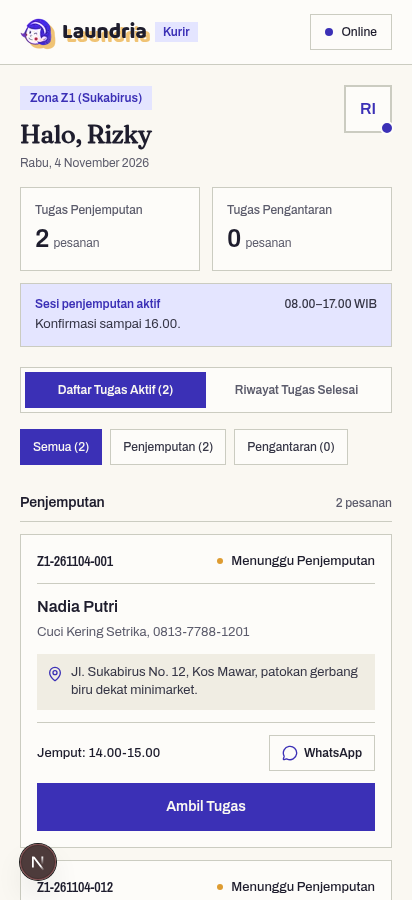 Laundria
Kurir
Online
Zona Z1 (Sukabirus)
Halo, Rizky
Rabu, 4 November 2026
RI
Tugas Penjemputan
2 pesanan
Tugas Pengantaran
0 pesanan
Sesi penjemputan aktif
08.00–17.00 WIB
Konfirmasi sampai 16.00.
Daftar Tugas Aktif (2)
Riwayat Tugas Selesai
Semua (2)
Penjemputan (2)
Pengantaran (0)
Penjemputan
2 pesanan
Z1-261104-001
Menunggu Penjemputan
Nadia Putri
Cuci Kering Setrika, 0813-7788-1201
Jl. Sukabirus No. 12, Kos Mawar, patokan gerbang
biru dekat minimarket.
Jemput: 14.00-15.00
WhatsApp
Ambil Tugas
N
Z1-261104-012
Menunggu Penjemputan